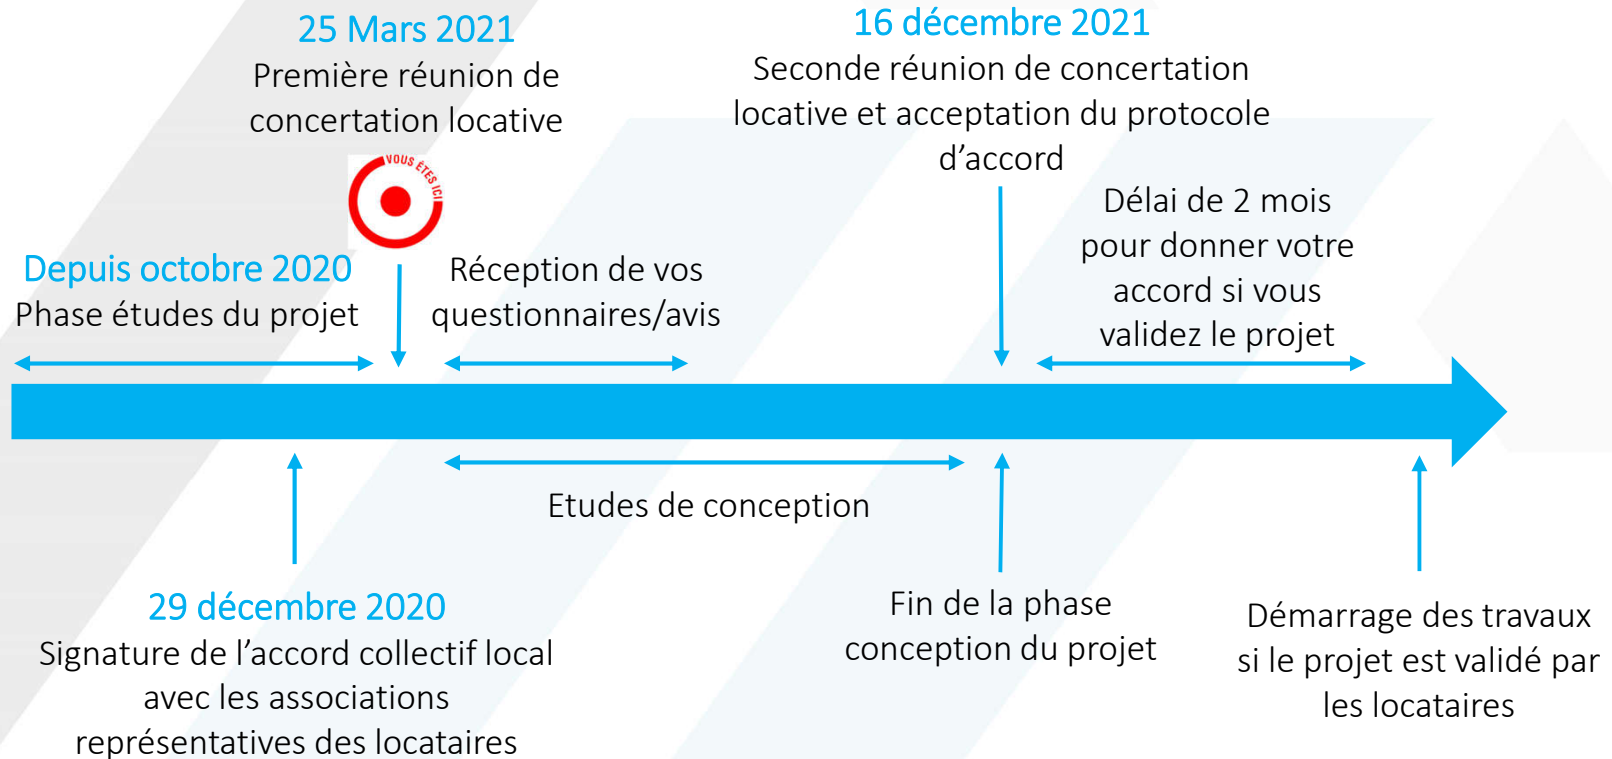 25 Mars 2021
Première réunion de
concertation locative
VOUS ÊTES ICI
16 décembre 2021
Seconde réunion de concertation
locative et acceptation du protocole
d’accord
Depuis octobre 2020
Phase études du projet
Réception de vos
questionnaires/avis
Délai de 2 mois
pour donner votre
accord si vous
validez le projet
Etudes de conception
29 décembre 2020
Signature de l’accord collectif local
avec les associations
représentatives des locataires
Fin de la phase
conception du projet
Démarrage des travaux
si le projet est validé par
les locataires